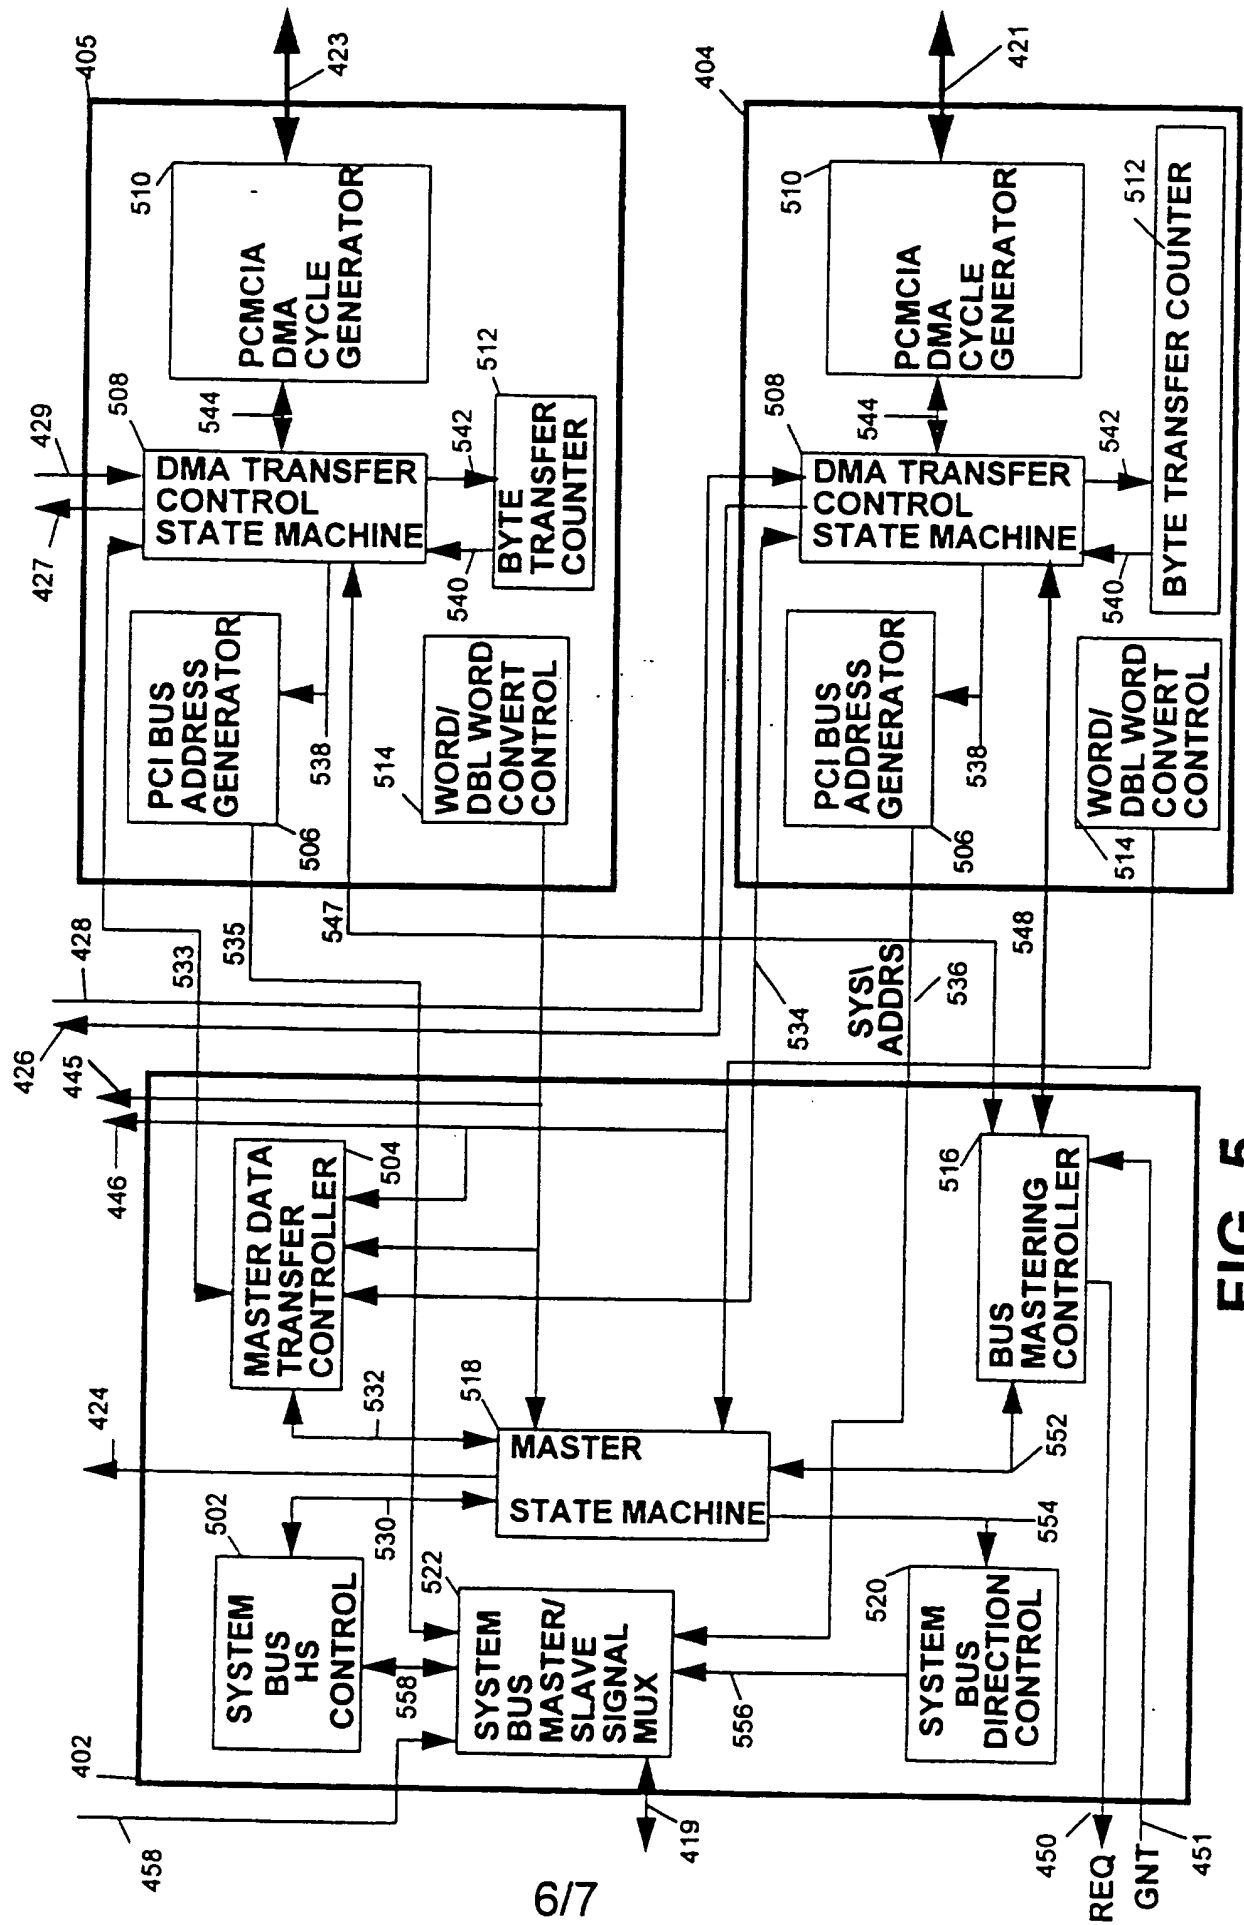 6/7
458
402
SYSTEM
BUS
HS
CONTROL
502
530
424
558
522
SYSTEM
BUS
MASTER/
SLAVE
SIGNAL
MUX
419
556
SYSTEM
BUS
DIRECTION
CONTROL
520
554
MASTER
STATE MACHINE
518
532
MASTER DATA
TRANSFER
CONTROLLER
504
446
445
426
428
533
535
547
552
BUS
MASTERING
CONTROLLER
516
REQ
450
GNT
451
SYS\
ADDRS
534
536
548
405
PCI BUS
ADDRESS
GENERATOR
506
538
427
429
508
DMA TRANSFER
CONTROL
STATE MACHINE
544
510
PCMCIA
DMA
CYCLE
GENERATOR
423
514
WORD/
DBL WORD
CONVERT
CONTROL
540
542
512
BYTE
TRANSFER
COUNTER
404
PCI BUS
ADDRESS
GENERATOR
506
538
508
DMA TRANSFER
CONTROL
STATE MACHINE
544
510
PCMCIA
DMA
CYCLE
GENERATOR
421
514
WORD/
DBL WORD
CONVERT
CONTROL
540
542
512
BYTE TRANSFER COUNTER
FIG. 5